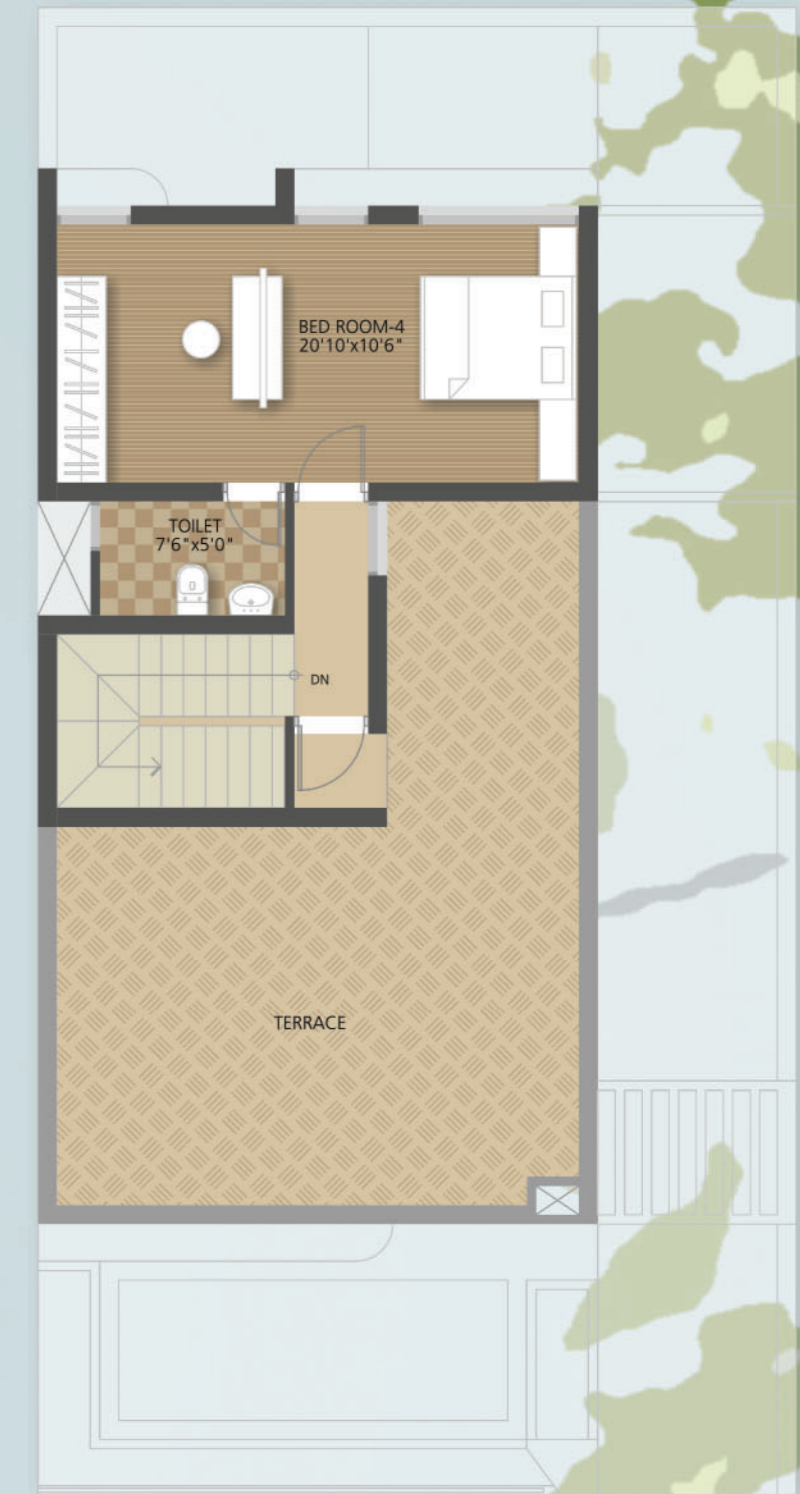 BED ROOM-4
20'10'x10'6"
TOILET
7'6"x5'0"
DN
TERRACE